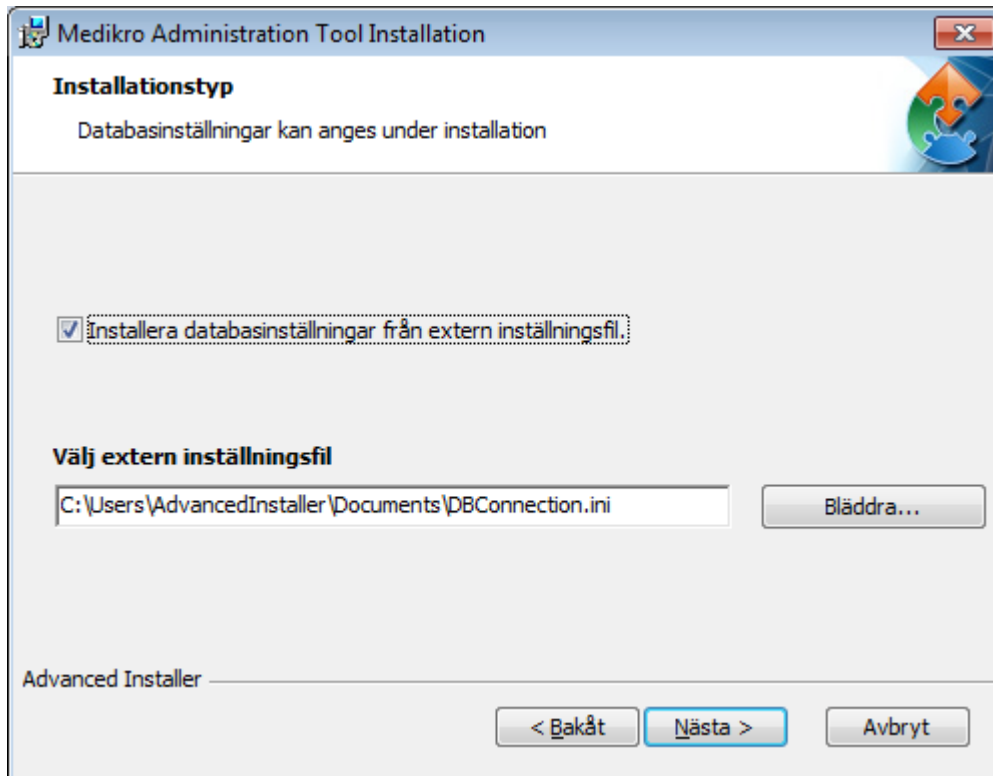 Medikro Administration Tool Installation
Installationstyp
Databasinställningar kan anges under installation
Installera databasinställningar från extern inställningsfil.
Välj extern inställningsfil
C:\Users\AdvancedInstaller\Documents\DBConnection.ini
Bläddra...
Advanced Installer
< Bakåt
Nästa >
Avbryt